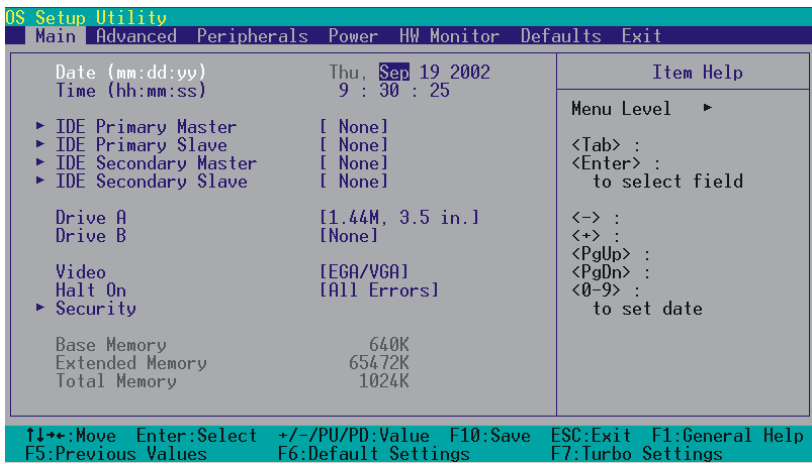 OS Setup Utility
Main Advanced Peripherals Power HW Monitor Defaults Exit
Date (mm:dd:yy) Thu, Sep 19 2002
Time (hh:mm:ss) 9 : 30 : 25
► IDE Primary Master [ None]
► IDE Primary Slave [ None]
► IDE Secondary Master [ None]
► IDE Secondary Slave [ None]
Drive A [1.44M, 3.5 in.]
Drive B [None]
Video [EGA/VGA]
Halt On [All Errors]
► Security
Base Memory 640K
Extended Memory 65472K
Total Memory 1024K
Item Help
Menu Level ►
<Tab> :
<Enter> :
to select field
<-> :
<+> :
<PgUp> :
<PgDn> :
<0-9> :
to set date
↑↓→←:Move Enter:Select +/-/PU/PD:Value F10:Save ESC:Exit F1:General Help
F5:Previous Values F6:Default Settings F7:Turbo Settings